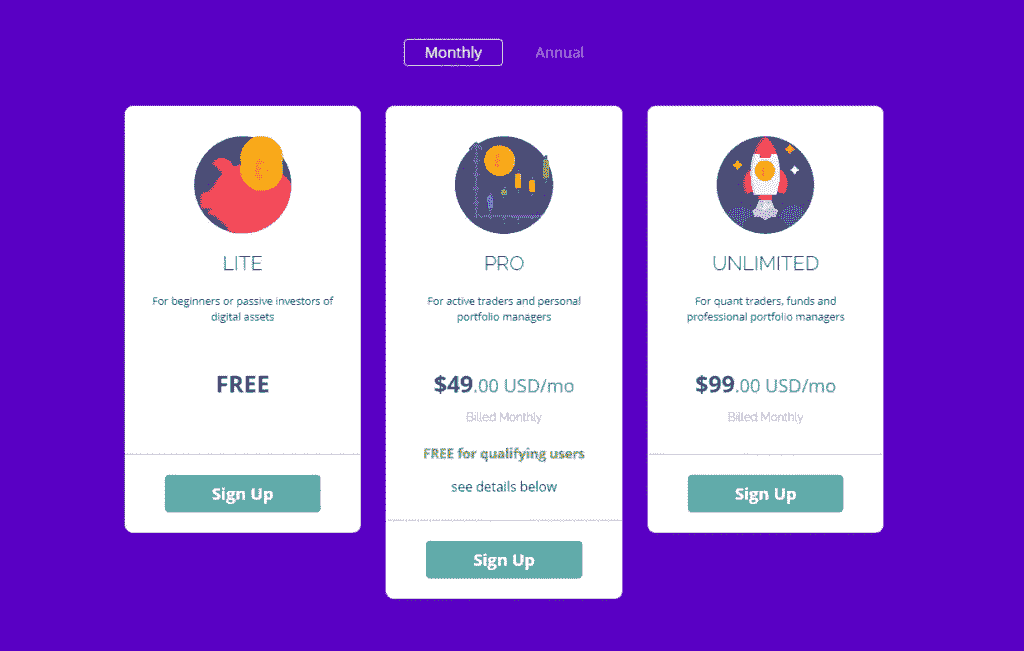 Monthly
Annual
LITE
For beginners or passive investors of
digital assets
FREE
Sign Up
PRO
For active traders and personal
portfolio managers
$49.00 USD/mo
Billed Monthly
FREE for qualifying users
see details below
Sign Up
UNLIMITED
For quant traders, funds and
professional portfolio managers
$99.00 USD/mo
Billed Monthly
Sign Up